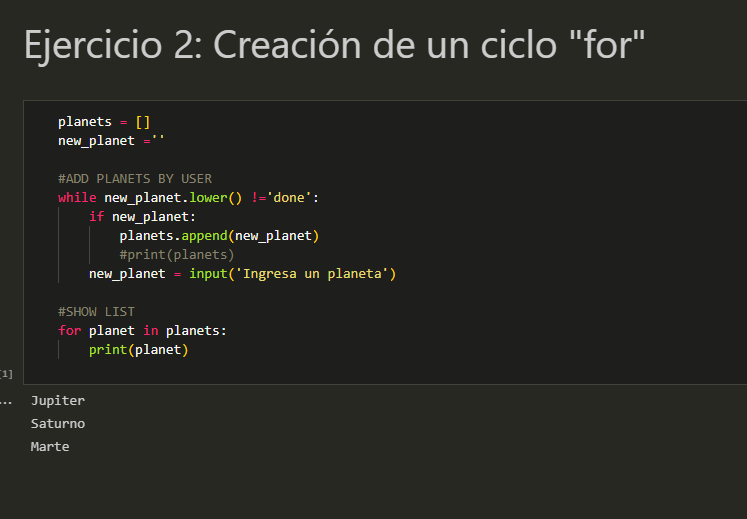 Ejercicio 2: Creación de un ciclo "for"
planets = []
new_planet =''
#ADD PLANETS BY USER
while new_planet.lower() !='done':
    if new_planet:
        planets.append(new_planet)
        #print(planets)
    new_planet = input('Ingresa un planeta')
#SHOW LIST
for planet in planets:
    print(planet)
[1]
...
Jupiter
Saturno
Marte